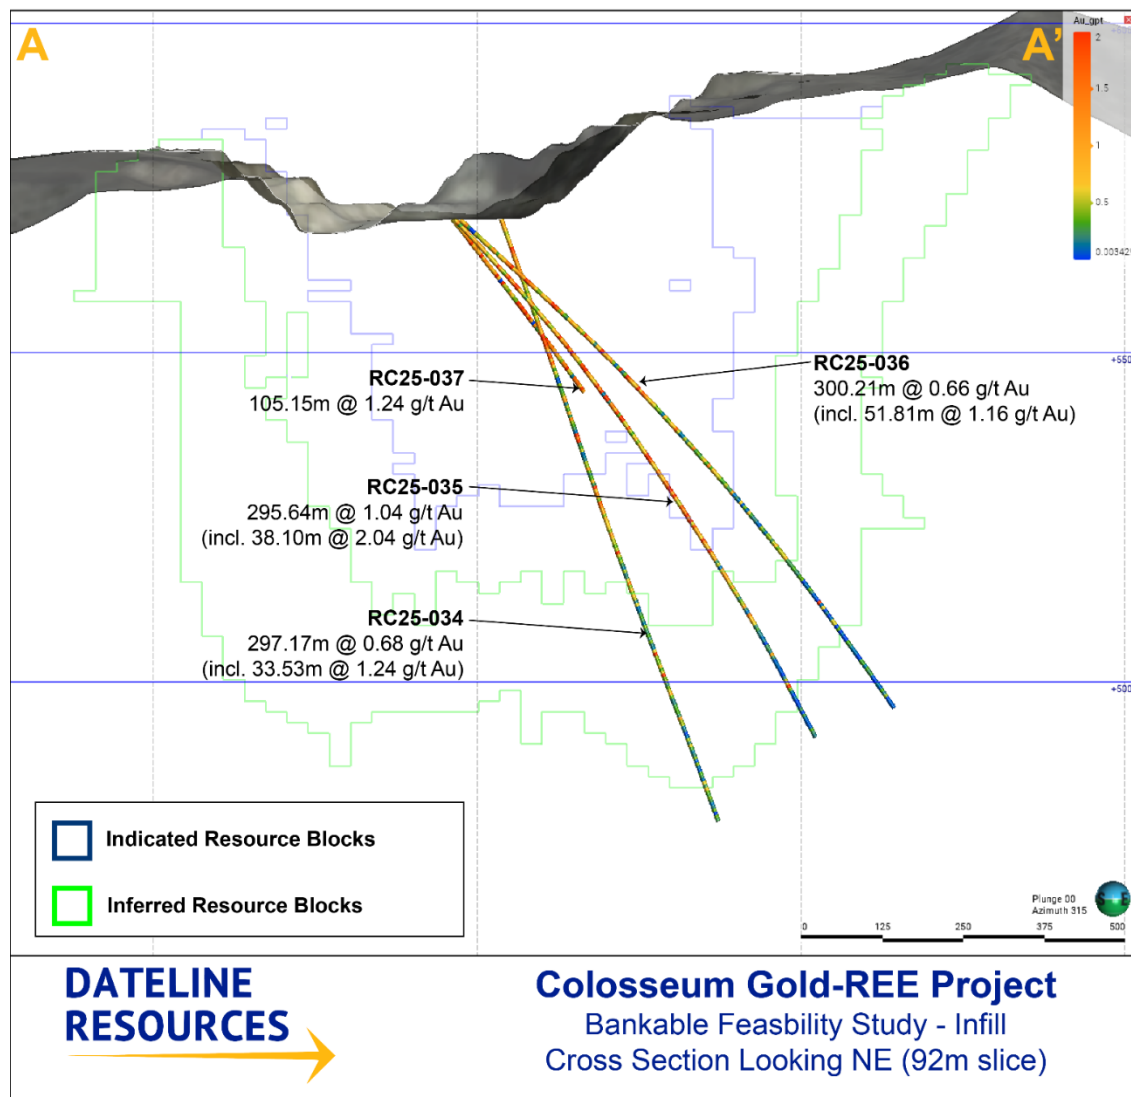 A
A'
Au_gpt
2
1.5
1
0.5
+550
RC25-037
105.15m @ 1.24 g/t Au
RC25-036
300.21m @ 0.66 g/t Au
(incl. 51.81m @ 1.16 g/t Au)
RC25-035
295.64m @ 1.04 g/t Au
(incl. 38.10m @ 2.04 g/t Au)
RC25-034
297.17m @ 0.68 g/t Au
(incl. 33.53m @ 1.24 g/t Au)
+500
Indicated Resource Blocks
Inferred Resource Blocks
Plunge 00
Azimuth 315
S E
0 125 250 375 500
DATELINE
RESOURCES
Colosseum Gold-REE Project
Bankable Feasbility Study - Infill
Cross Section Looking NE (92m slice)